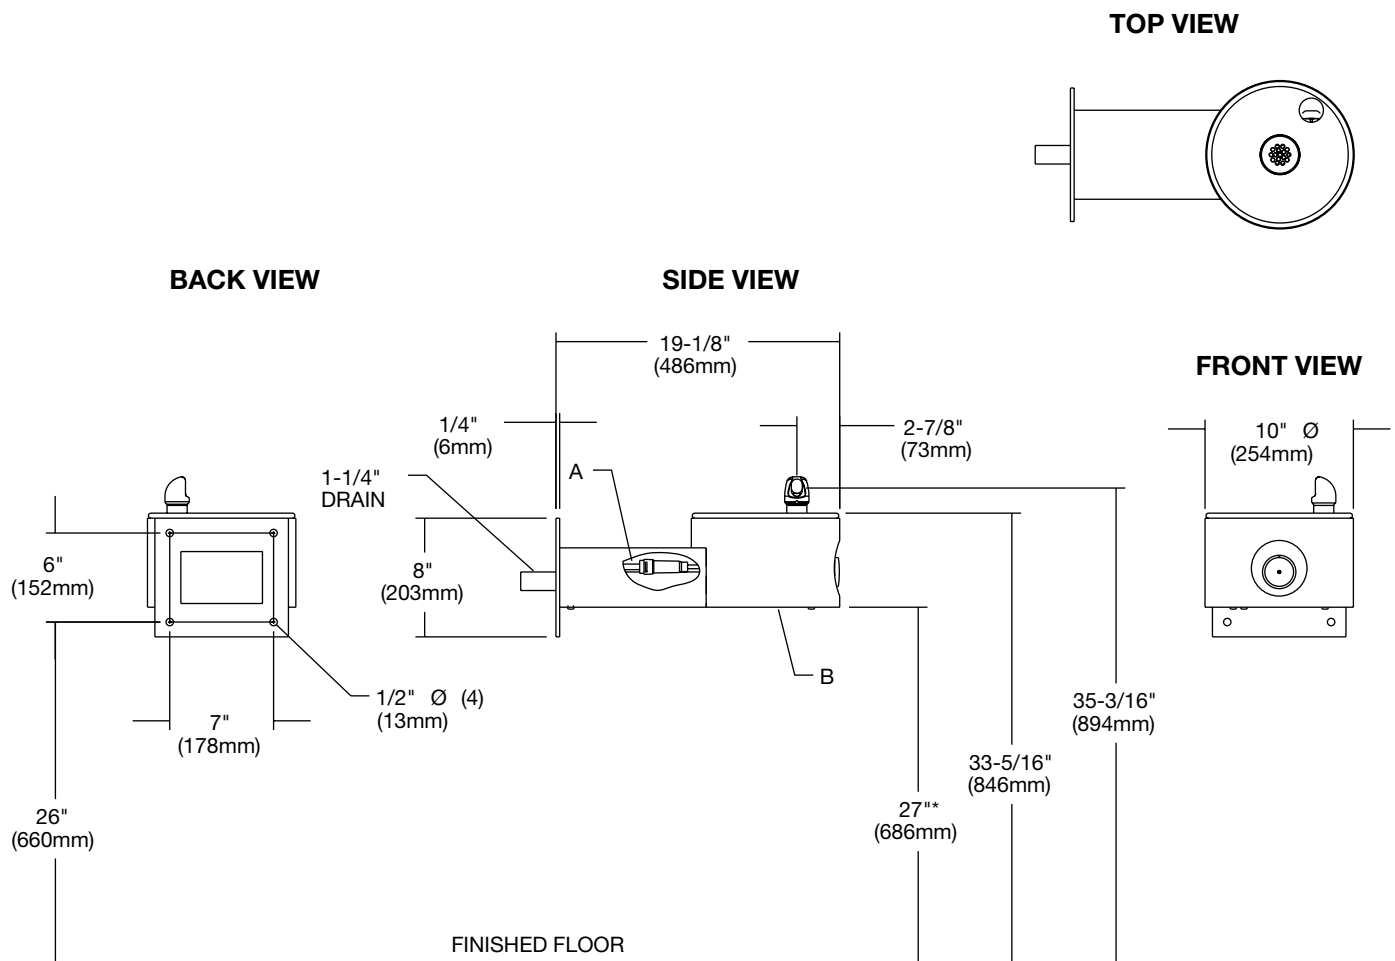 TOP VIEW
BACK VIEW
SIDE VIEW
19-1/8"
(486mm)
FRONT VIEW
1/4"
(6mm)
2-7/8"
(73mm)
10" Ø
(254mm)
A
1-1/4"
DRAIN
6"
(152mm)
8"
(203mm)
B
1/2" Ø (4)
(13mm)
7"
(178mm)
35-3/16"
(894mm)
33-5/16"
(846mm)
26"
(660mm)
27"*
(686mm)
FINISHED FLOOR